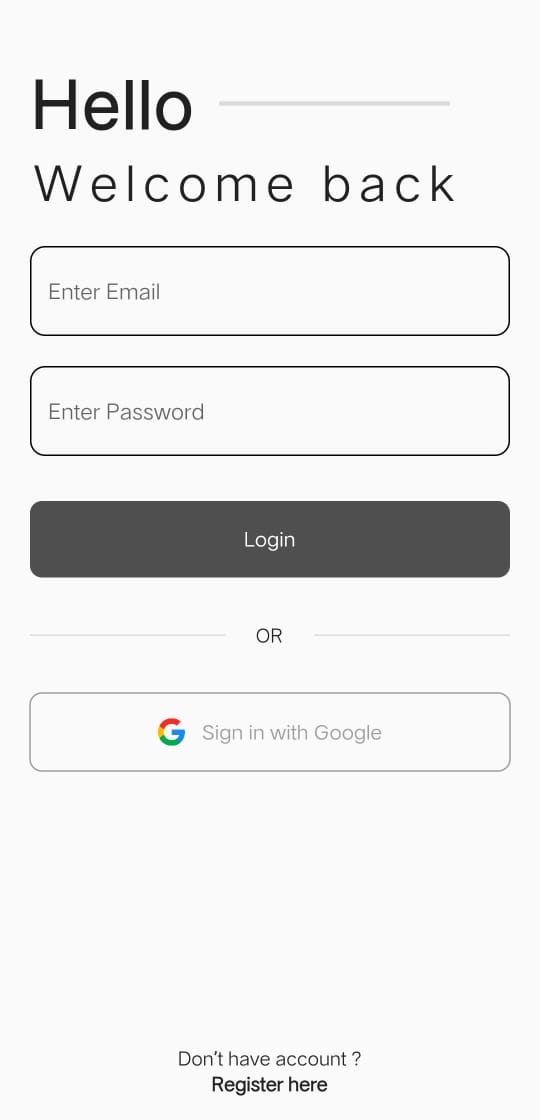 Hello
Welcome back
Enter Email
Enter Password
Login
OR
Sign in with Google
Don't have account ?
Register here